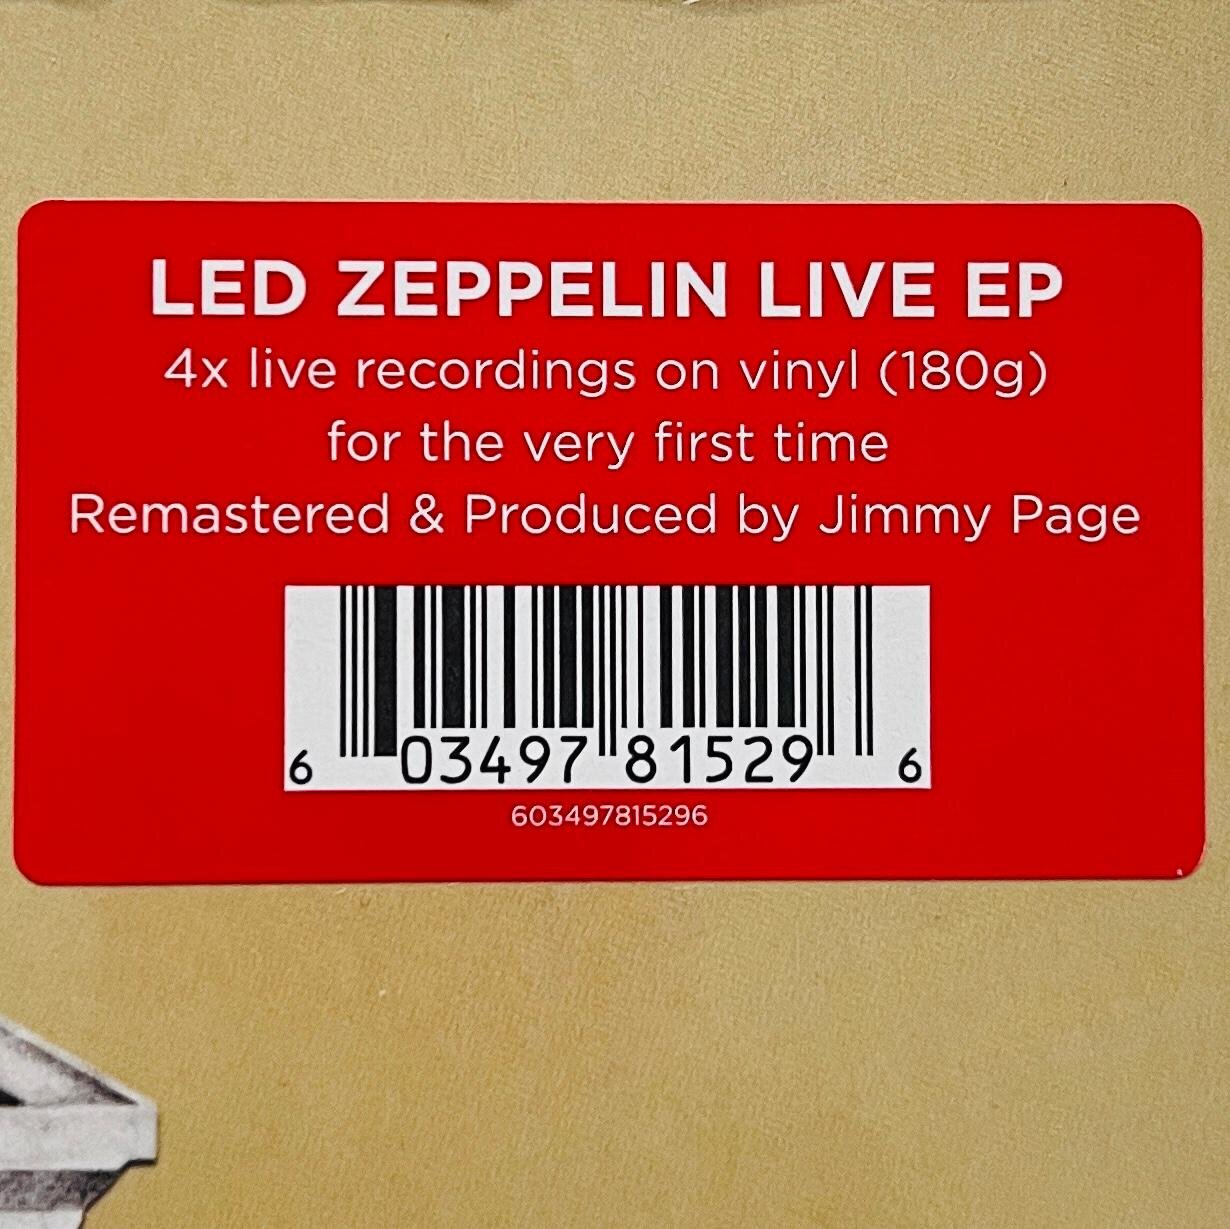 LED ZEPPELIN LIVE EP
4x live recordings on vinyl (180g)
for the very first time
Remastered & Produced by Jimmy Page
6 03497 81529 6
603497815296